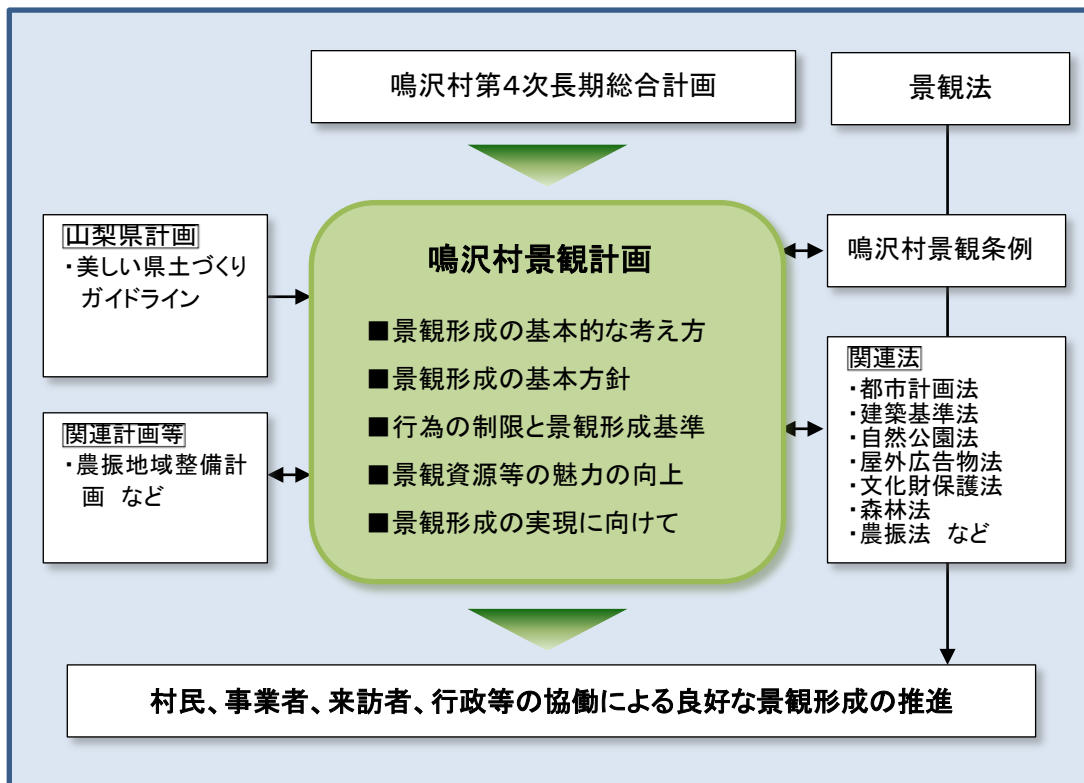 鳴沢村第4次長期総合計画
景観法
山梨県計画
・美しい県土づくり
ガイドライン
関連計画等
・農振地域整備計
画 など
鳴沢村景観計画
■景観形成の基本的な考え方
■景観形成の基本方針
■行為の制限と景観形成基準
■景観資源等の魅力の向上
■景観形成の実現に向けて
鳴沢村景観条例
関連法
・都市計画法
・建築基準法
・自然公園法
・屋外広告物法
・文化財保護法
・森林法
・農振法 など
村民、事業者、来訪者、行政等の協働による良好な景観形成の推進